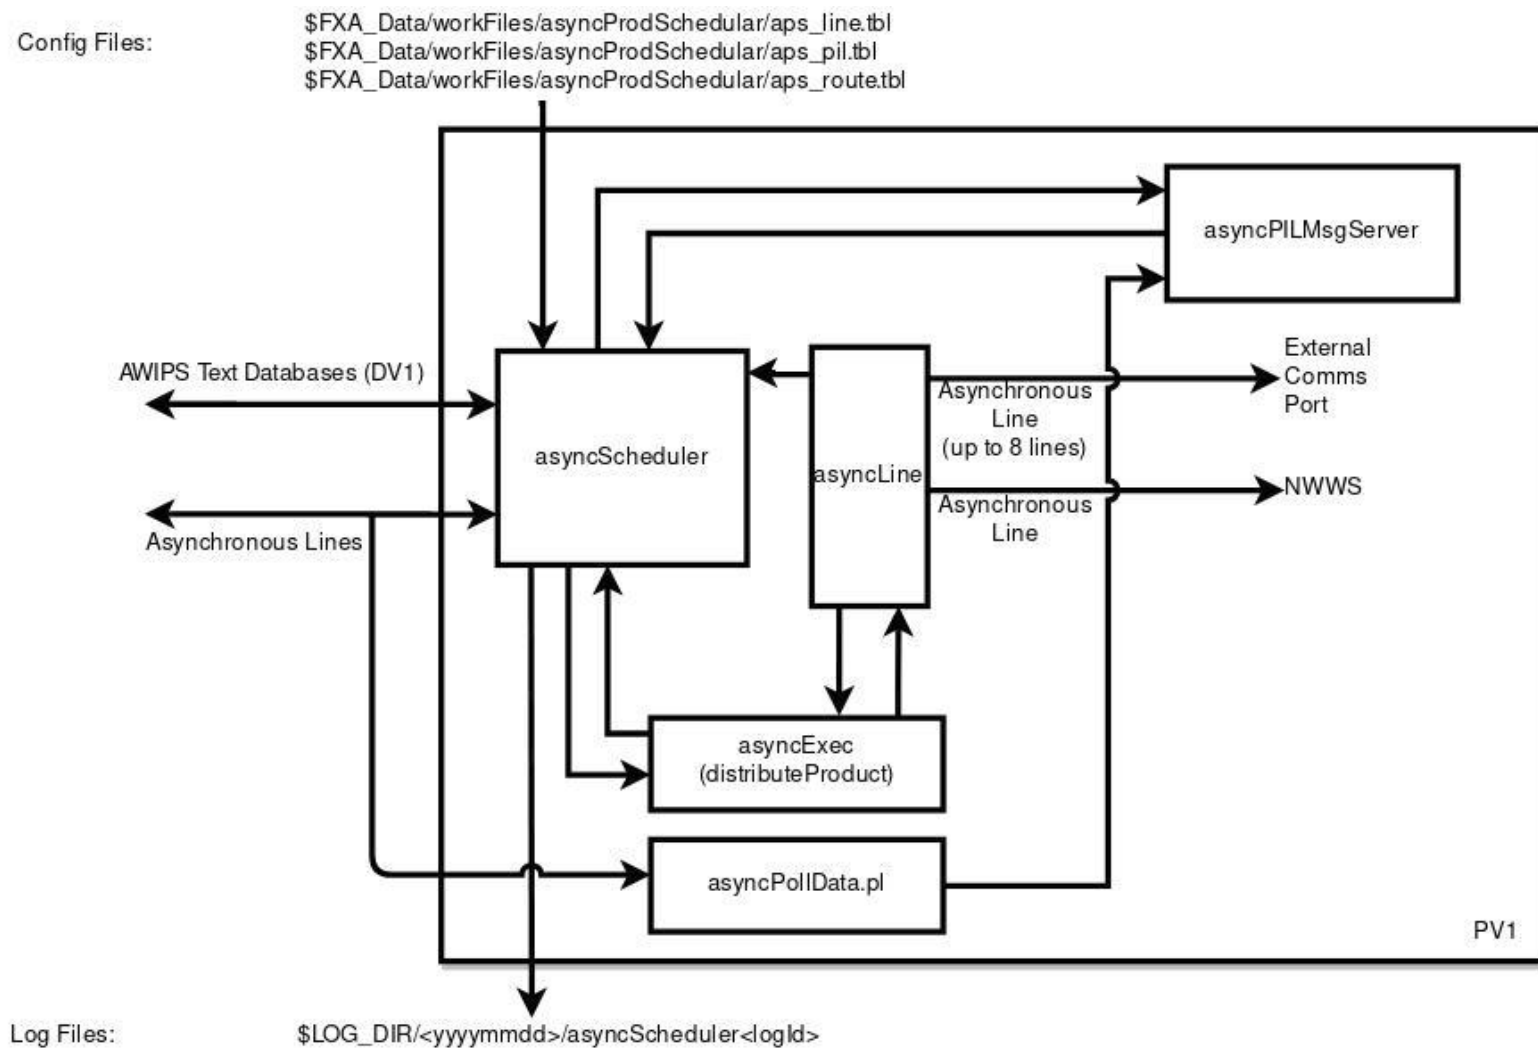 Config Files:
$FXA_Data/workFiles/asyncProdSchedular/aps_line.tbl
$FXA_Data/workFiles/asyncProdSchedular/aps_pil.tbl
$FXA_Data/workFiles/asyncProdSchedular/aps_route.tbl
asyncPILMsgServer
AWIPS Text Databases (DV1)
External
Comms
Port
Asynchronous
Line
(up to 8 lines)
asyncScheduler
asyncLine
NWWS
Asynchronous
Line
Asynchronous Lines
asyncExec
(distributeProduct)
asyncPollData.pl
PV1
Log Files:
$LOG_DIR/<yyyymmdd>/asyncScheduler<logId>